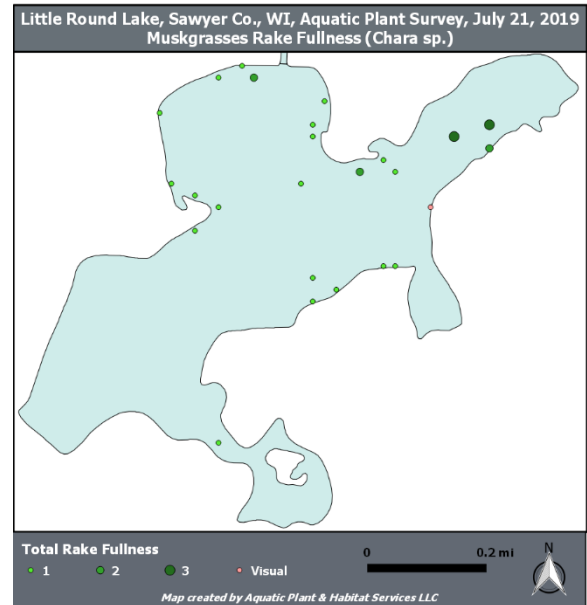 Little Round Lake, Sawyer Co., WI, Aquatic Plant Survey, July 21, 2019
Muskgrasses Rake Fullness (Chara sp.)
Total Rake Fullness
1 2 3 Visual
0 0.2 mi
N
Map created by Aquatic Plant & Habitat Services LLC